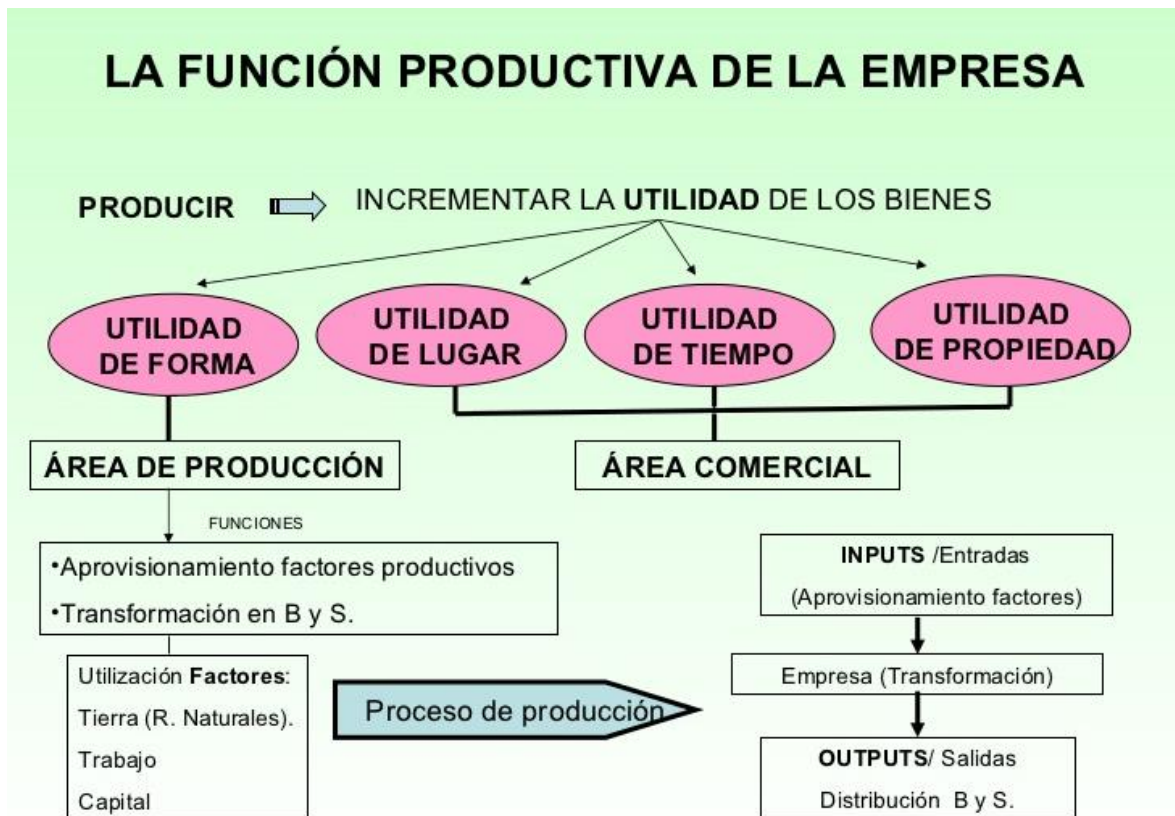 LA FUNCIÓN PRODUCTIVA DE LA EMPRESA
PRODUCIR
INCREMENTAR LA UTILIDAD DE LOS BIENES
UTILIDAD
DE FORMA
UTILIDAD
DE LUGAR
UTILIDAD
DE TIEMPO
UTILIDAD
DE PROPIEDAD
ÁREA DE PRODUCCIÓN
ÁREA COMERCIAL
FUNCIONES
•Aprovisionamiento factores productivos
•Transformación en B y S.
Utilización Factores:
Tierra (R. Naturales).
Trabajo
Capital
Proceso de producción
INPUTS /Entradas
(Aprovisionamiento factores)
Empresa (Transformación)
OUTPUTS/ Salidas
Distribución B y S.